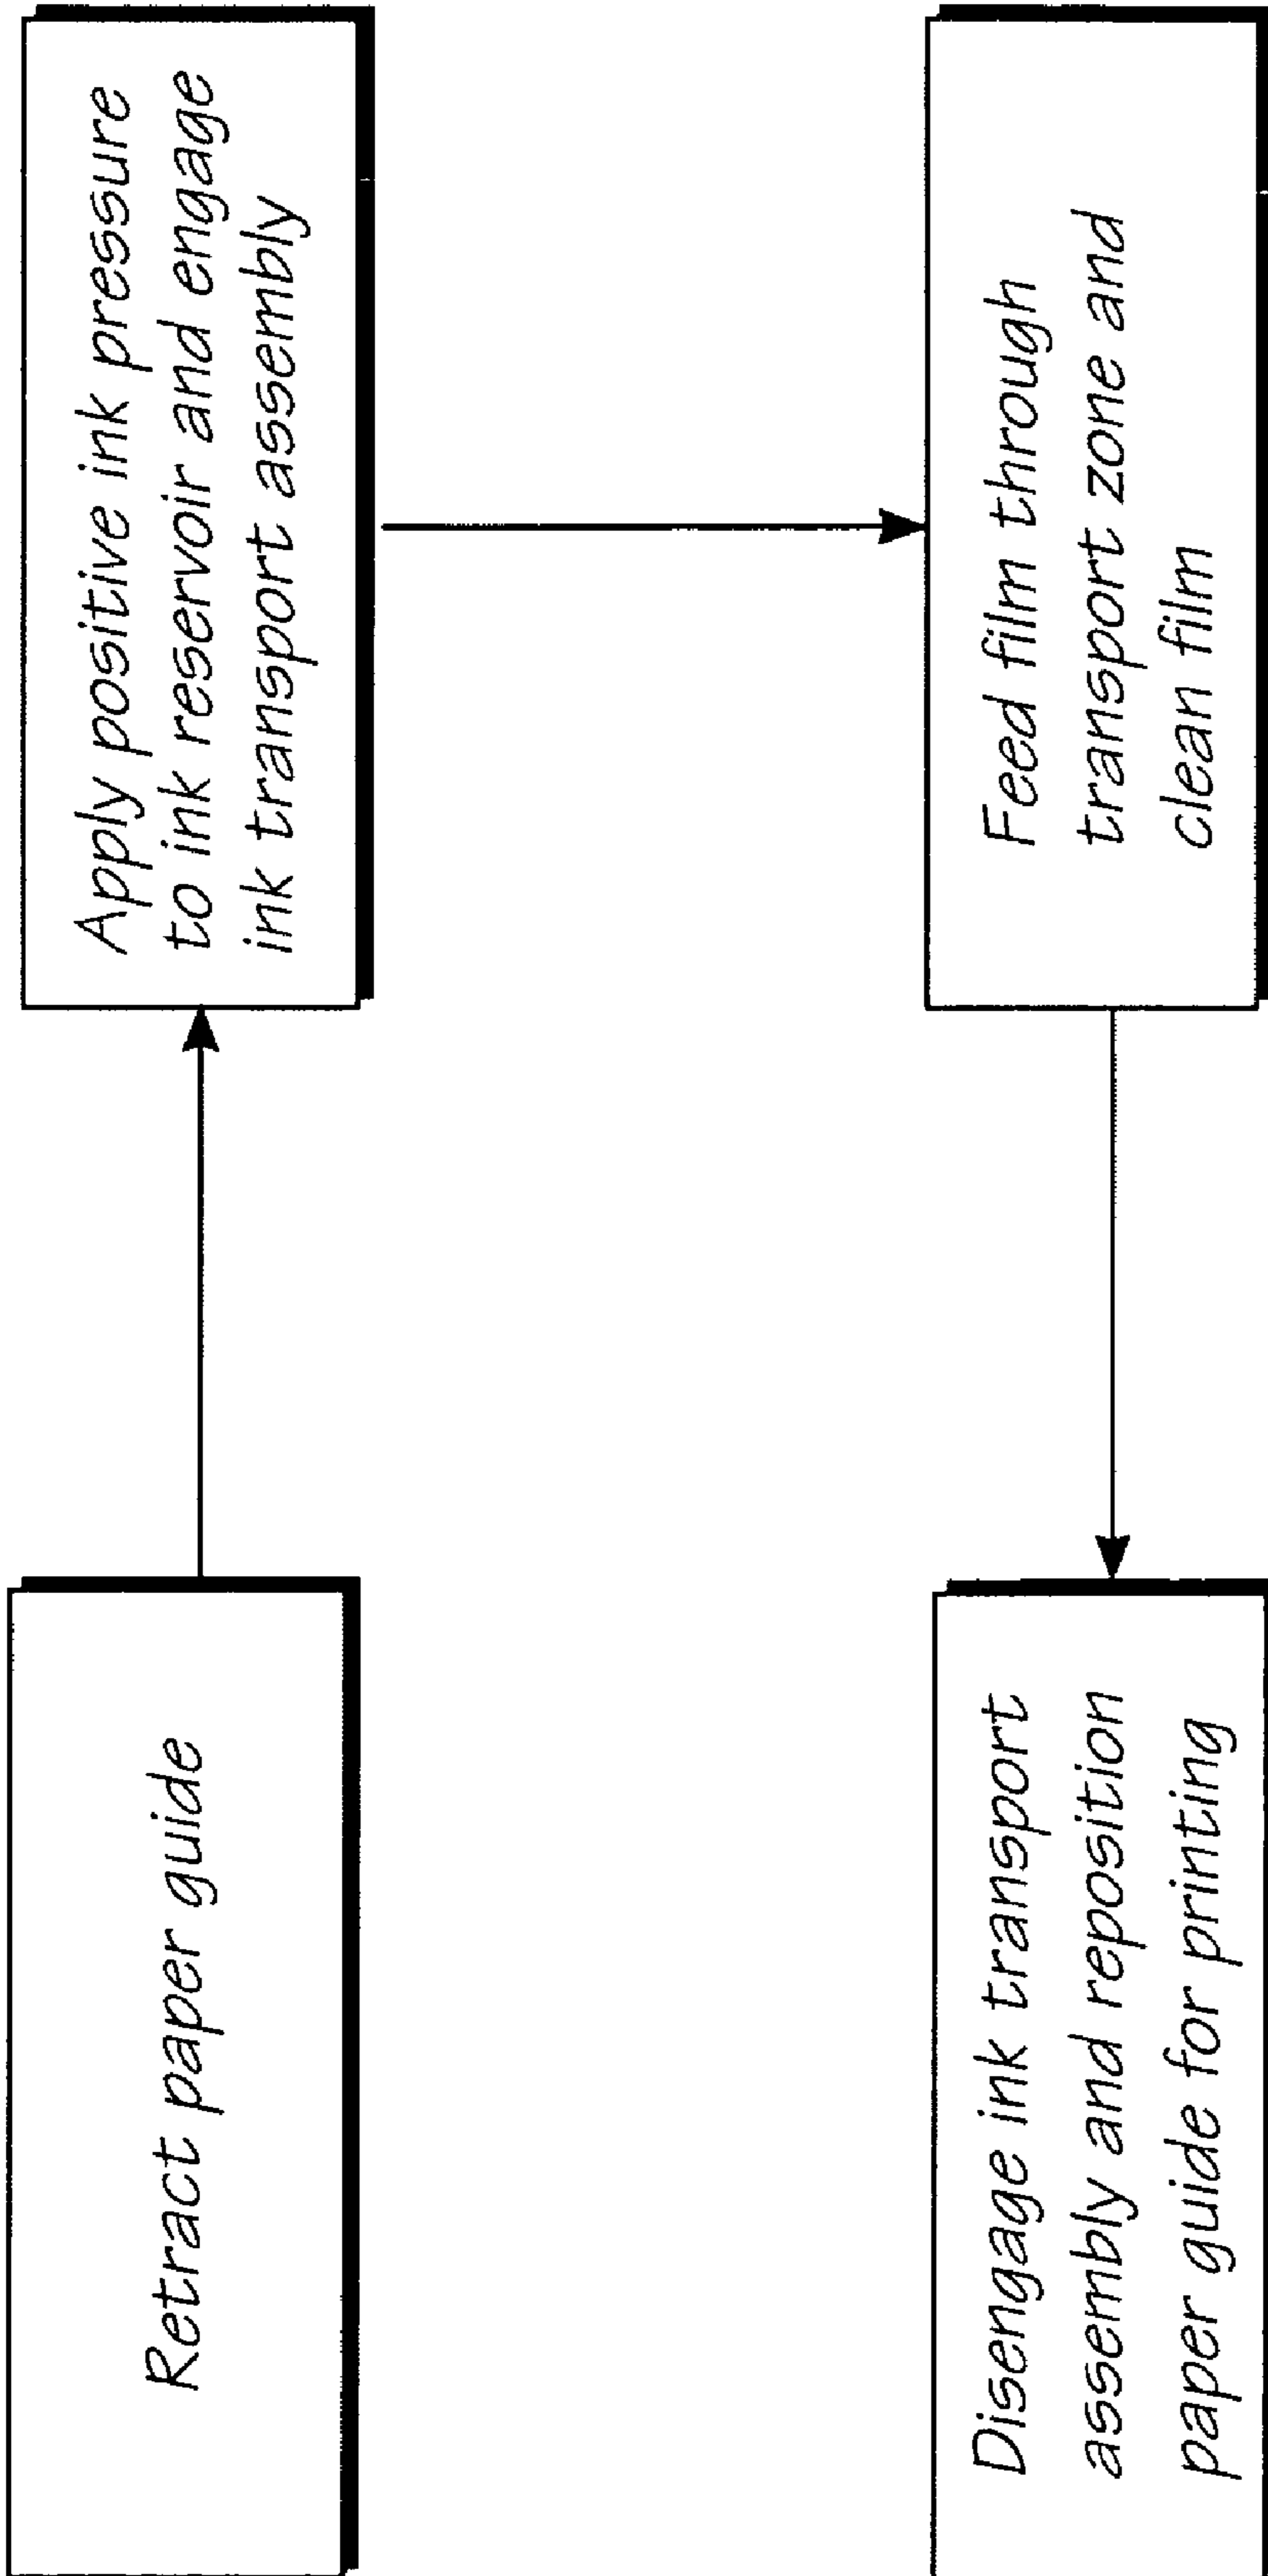 Retract paper guide
Apply positive ink pressure
to ink reservoir and engage
ink transport assembly
Feed film through
transport zone and
clean film
Disengage ink transport
assembly and reposition
paper guide for printing